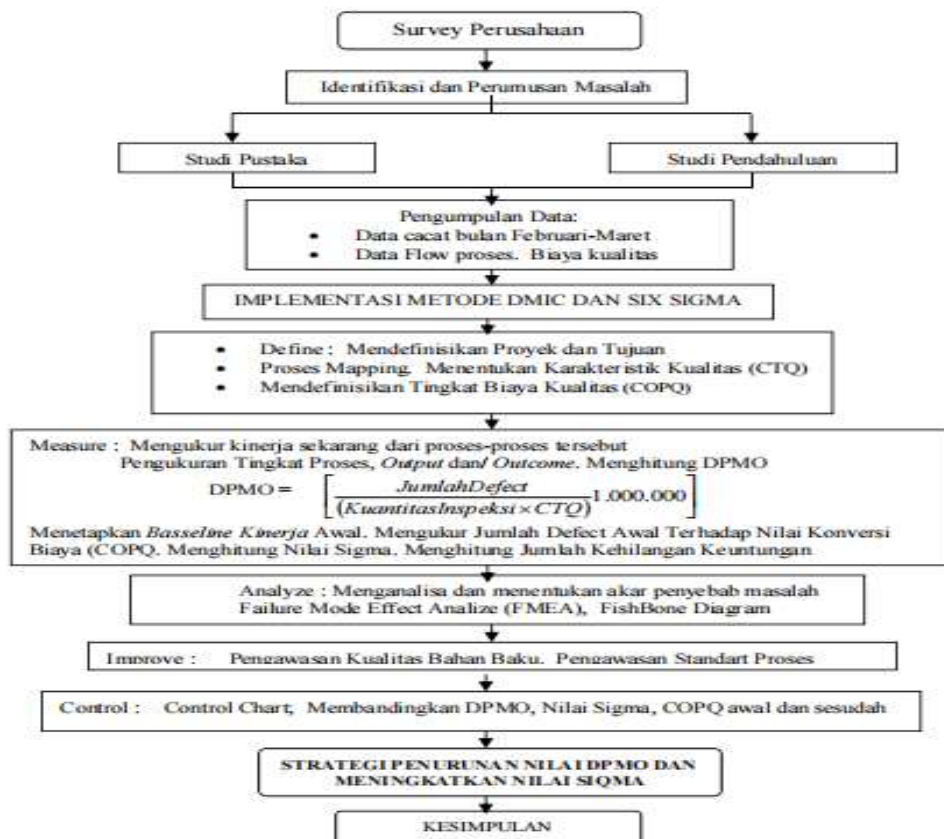 Survey Perusahaan
Identifikasi dan Perumusan Masalah
Studi Pustaka
Studi Pendahuluan
Pengumpulan Data:
• Data cacat bulan Februari-Maret
• Data Flow proses. Biaya kualitas
IMPLEMENTASI METODE DMIC DAN SIX SIGMA
• Define : Mendefinisikan Proyek dan Tujuan
• Proses Mapping. Menentukan Karakteristik Kualitas (CTQ)
• Mendefinisikan Tingkat Biaya Kualitas (COPQ)
Measure : Mengukur kinerja sekarang dari proses-proses tersebut
Pengukuran Tingkat Proses, Output dan/ Outcome. Menghitung DPMO
DPMO = [JumlahDefect / (KuantitasInspeksi × CTQ) 1.000.000]
Menetapkan Basseline Kinerja Awal. Mengukur Jumlah Defect Awal Terhadap Nilai Konversi
Biaya (COPQ. Menghitung Nilai Sigma. Menghitung Jumlah Kehilangan Keuntungan
Analyze : Menganalisa dan menentukan akar penyebab masalah
Failure Mode Effect Analize (FMEA), FishBone Diagram
Improve : Pengawasan Kualitas Bahan Baku. Pengawasan Standart Proses
Control : Control Chart, Membandingkan DPMO, Nilai Sigma, COPQ awal dan sesudah
STRATEGI PENURUNAN NILAI DPMO DAN
MENINGKATKAN NILAI SIQMA
KESIMPULAN